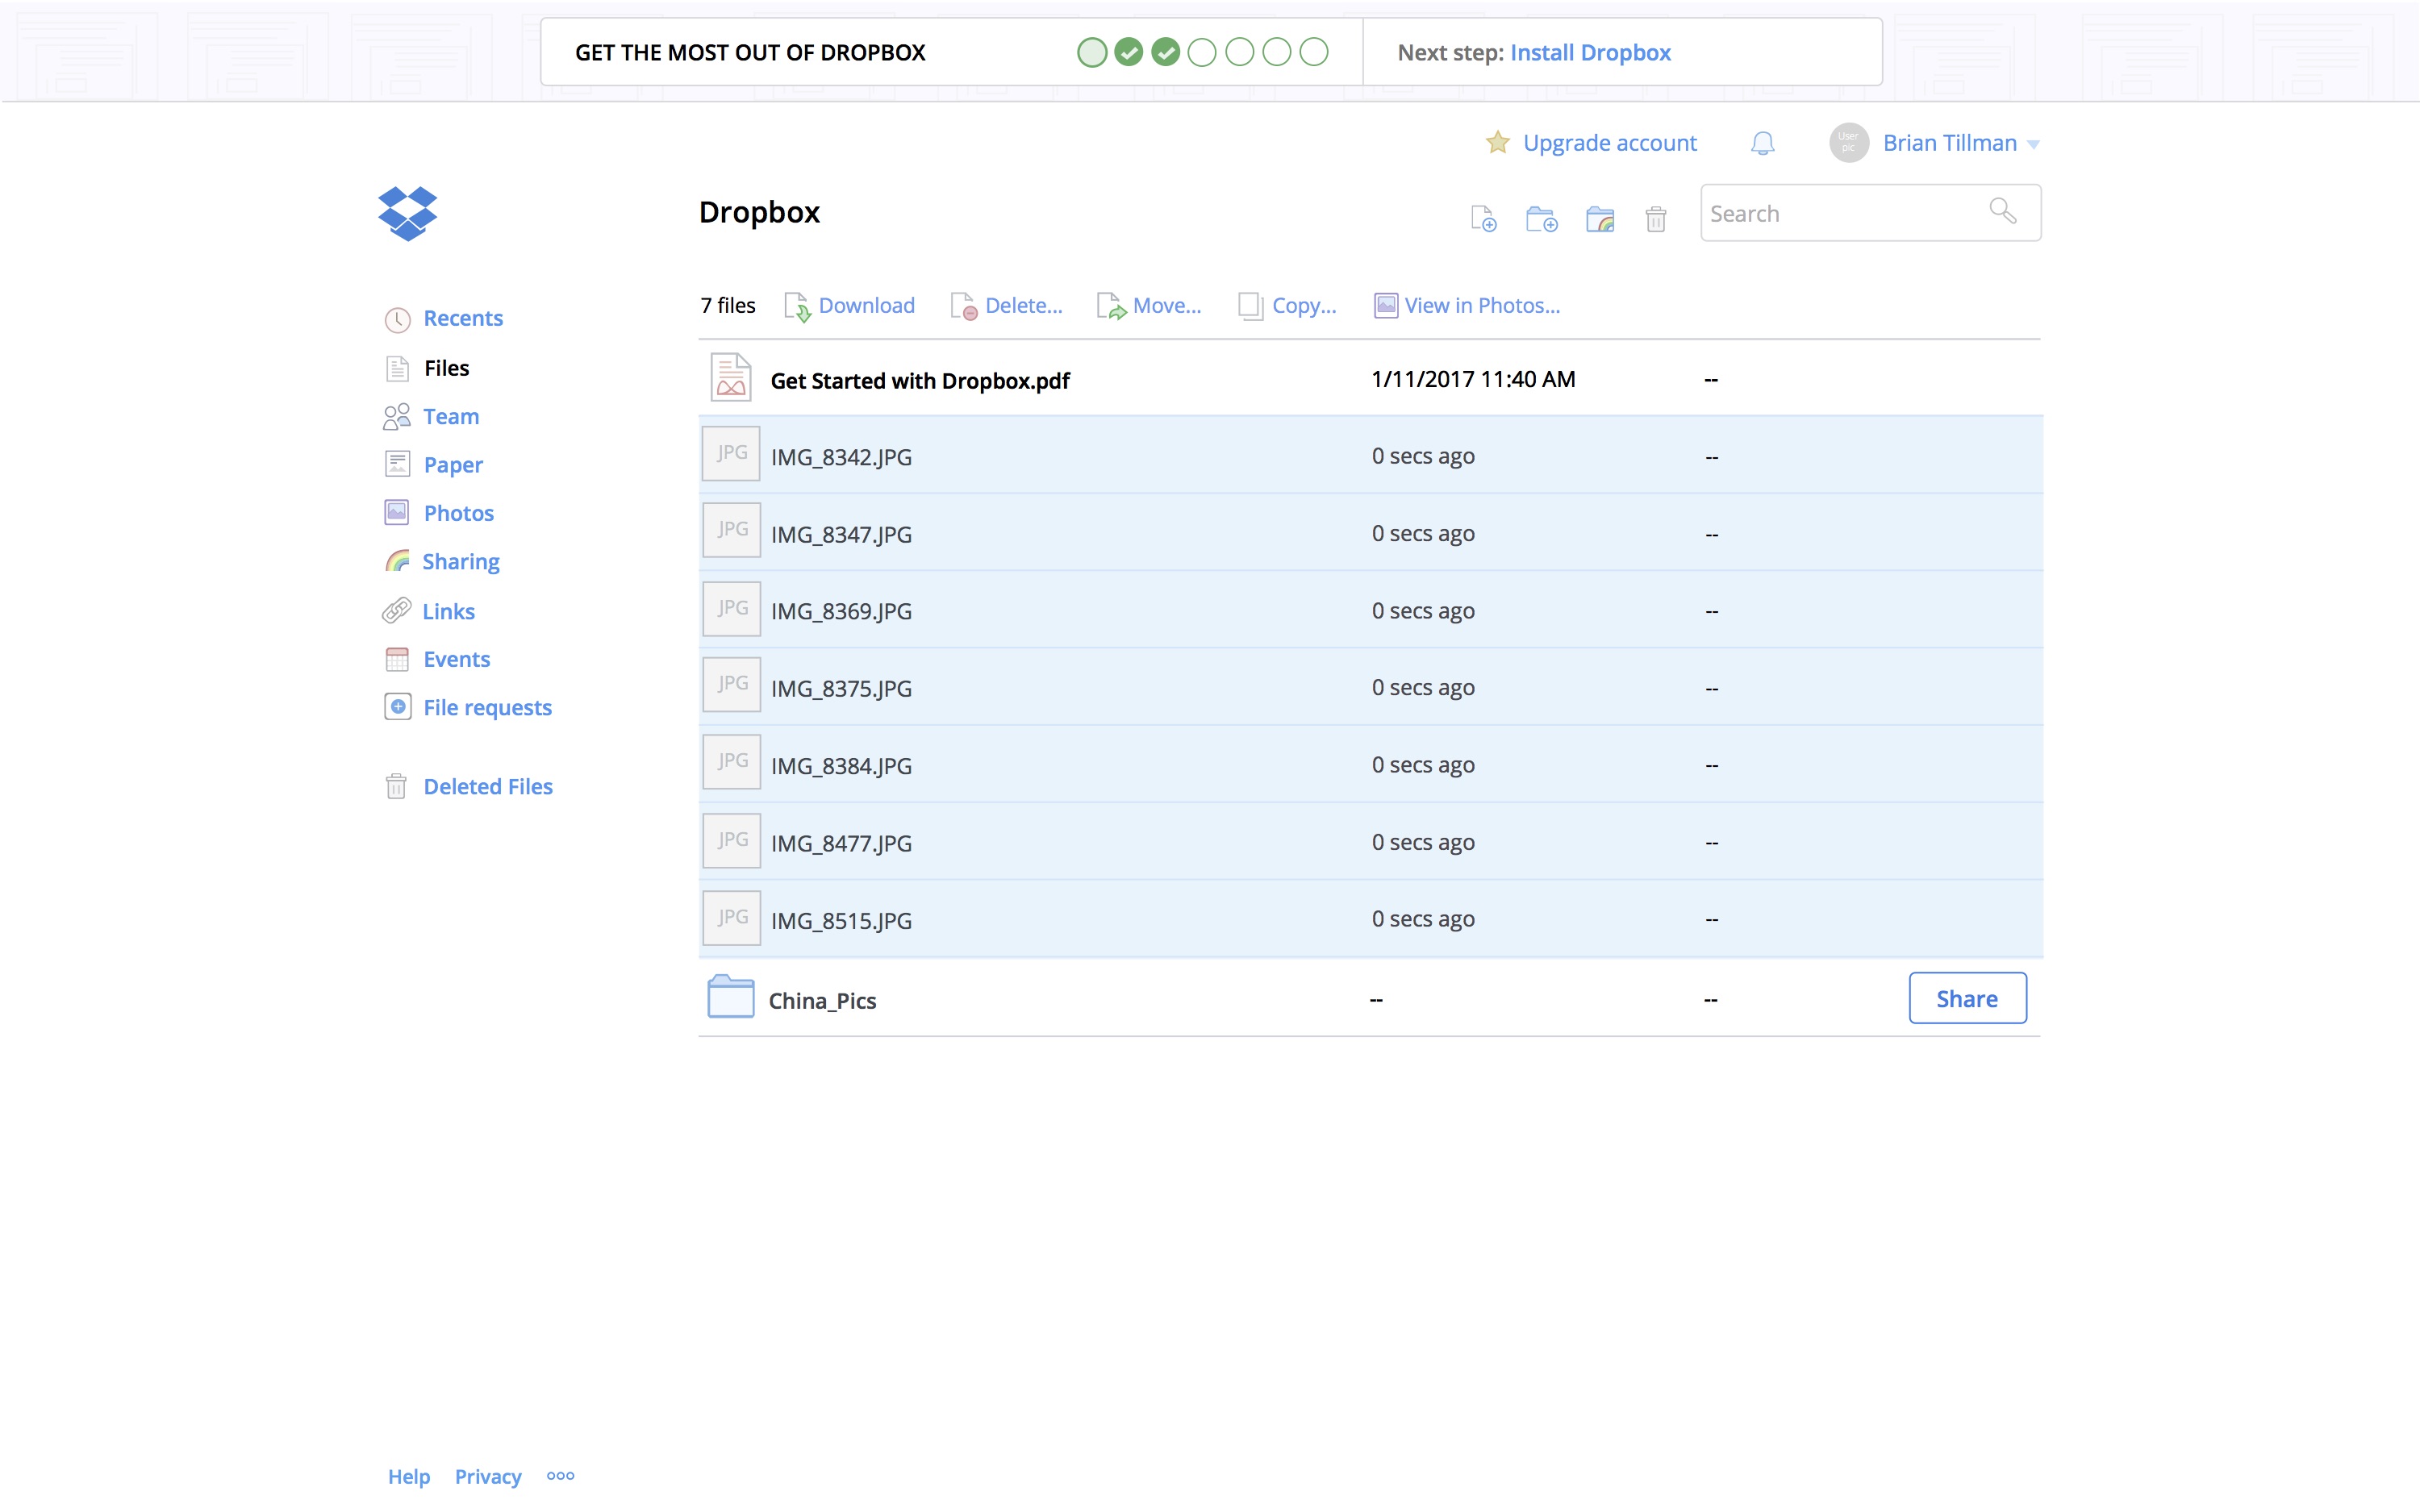 GET THE MOST OUT OF DROPBOX
Next step: Install Dropbox
Upgrade account
User
pic
Brian Tillman
Dropbox
Search
Recents
Files
Team
Paper
Photos
Sharing
Links
Events
File requests
Deleted Files
7 files Download Delete... Move... Copy... View in Photos...
Get Started with Dropbox.pdf 1/11/2017 11:40 AM --
JPG IMG_8342.JPG 0 secs ago --
JPG IMG_8347.JPG 0 secs ago --
JPG IMG_8369.JPG 0 secs ago --
JPG IMG_8375.JPG 0 secs ago --
JPG IMG_8384.JPG 0 secs ago --
JPG IMG_8477.JPG 0 secs ago --
JPG IMG_8515.JPG 0 secs ago --
China_Pics -- -- Share
Help Privacy